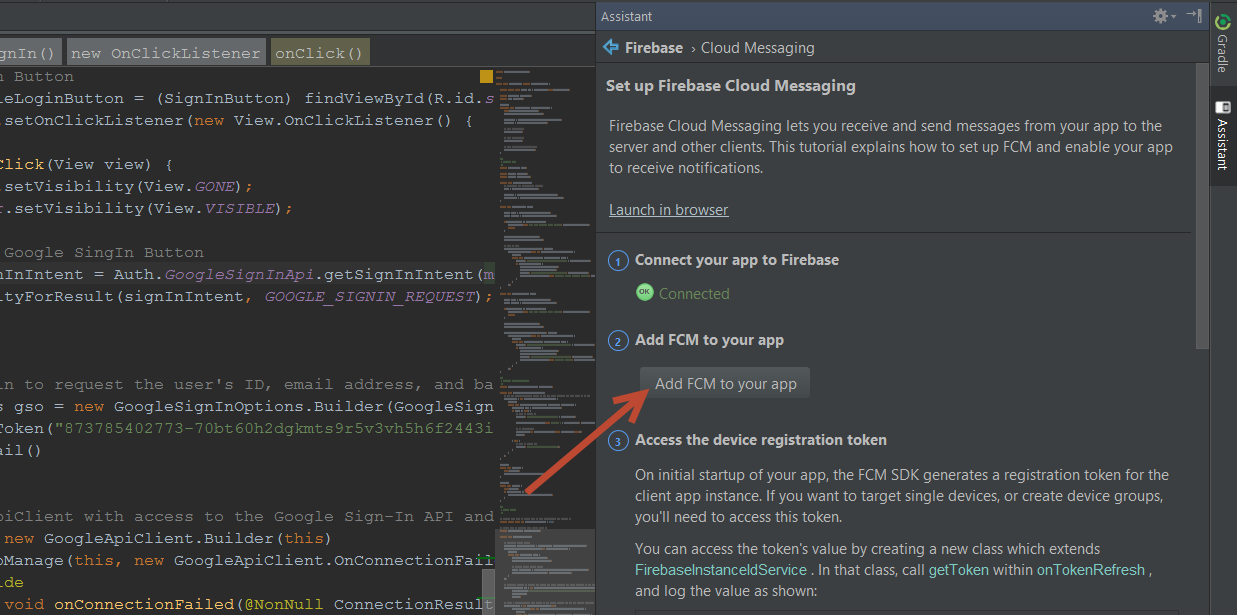 gnIn()
new OnClickListener
onClick()
n Button
leLoginButton = (SignInButton) findViewById(R.id.s
.setOnClickListener(new View.OnClickListener() {
Click(View view) {
.setVisibility(View.GONE);
r.setVisibility(View.VISIBLE);
Google SingIn Button
nInIntent = Auth.GoogleSignInApi.getSignInIntent(m
ityForResult(signInIntent, GOOGLE_SIGNIN_REQUEST);
in to request the user's ID, email address, and ba
s gso = new GoogleSignInOptions.Builder(GoogleSign
Token("873785402773-70bt60h2dgkmts9r5v3vh5h6f2443i
ail()
piClient with access to the Google Sign-In API and
new GoogleApiClient.Builder(this)
oManage(this, new GoogleApiClient.OnConnectionFail
ide
void onConnectionFailed(@NonNull ConnectionResult
Assistant
Firebase › Cloud Messaging
Set up Firebase Cloud Messaging
Firebase Cloud Messaging lets you receive and send messages from your app to the
server and other clients. This tutorial explains how to set up FCM and enable your app
to receive notifications.
Launch in browser
1 Connect your app to Firebase
OK Connected
2 Add FCM to your app
Add FCM to your app
3 Access the device registration token
On initial startup of your app, the FCM SDK generates a registration token for the
client app instance. If you want to target single devices, or create device groups,
you'll need to access this token.
You can access the token's value by creating a new class which extends
FirebaseInstanceIdService . In that class, call getToken within onTokenRefresh ,
and log the value as shown:
Gradle
Assistant